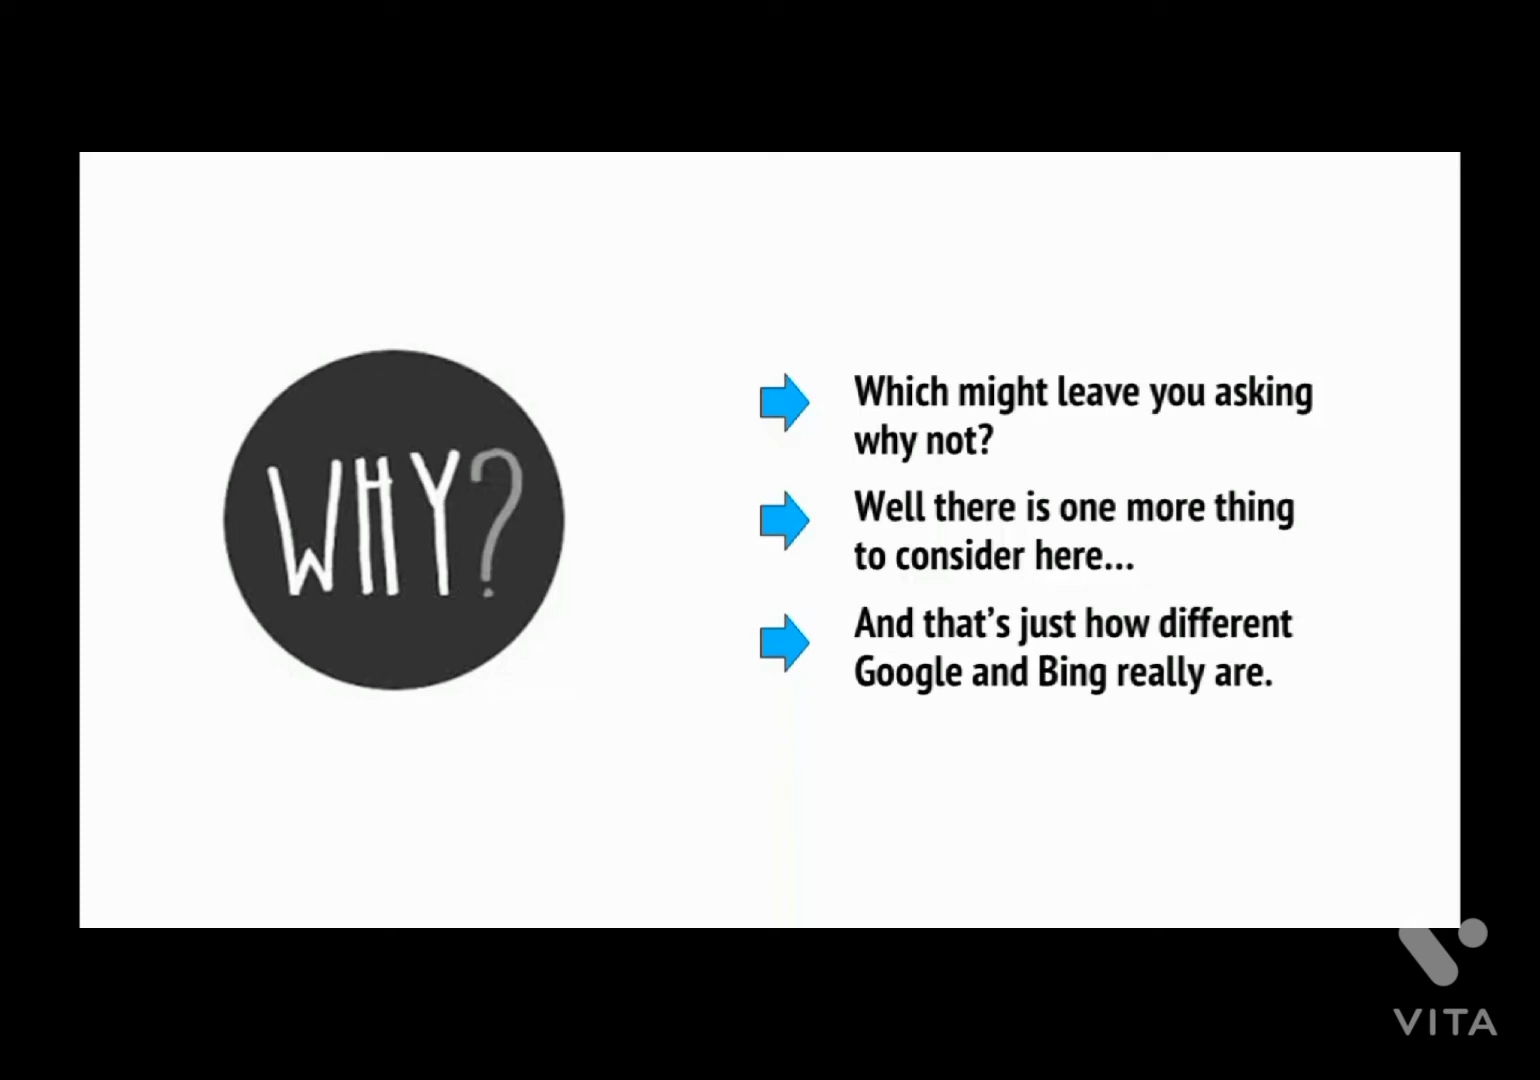 WHY?
Which might leave you asking
why not?
Well there is one more thing
to consider here...
And that's just how different
Google and Bing really are.
VITA